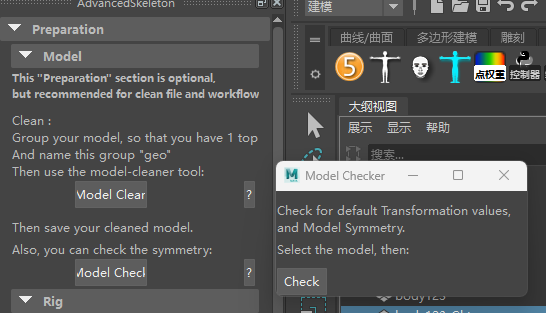 AdvancedSkeleton
Preparation
Model
This "Preparation" section is optional,
but recommended for clean file and workflow
Clean :
Group your model, so that you have 1 top
And name this group "geo"
Then use the model-cleaner tool:
Model Clean
?
Then save your cleaned model.
Also, you can check the symmetry:
Model Check
?
Rig
建模
曲线/曲面
多边形建模
雕刻
5
点权重
控制器
大纲视图
展示
显示
帮助
搜索...
Model Checker
Check for default Transformation values,
and Model Symmetry.
Select the model, then:
Check